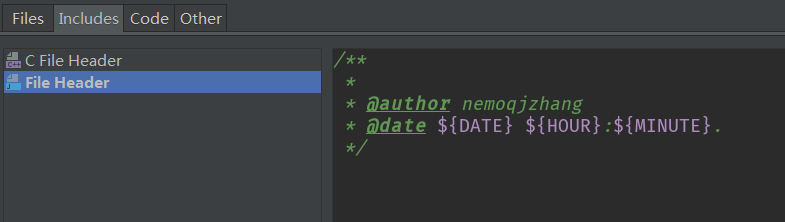 Files Includes Code Other
C File Header
File Header
/**
*
* @author nemoqjzhang
* @date ${DATE} ${HOUR}:${MINUTE}.
*/